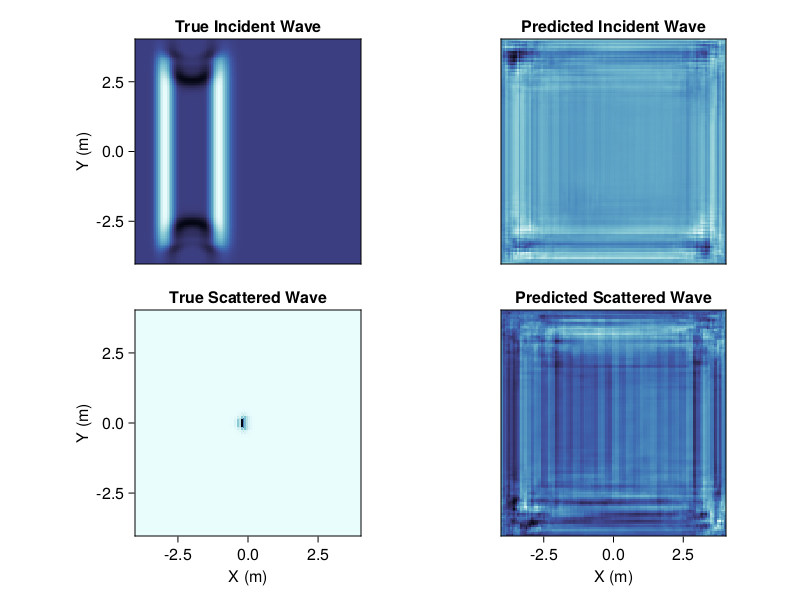 True Incident Wave
Predicted Incident Wave
2.5
0.0
-2.5
Y (m)
True Scattered Wave
Predicted Scattered Wave
2.5
0.0
-2.5
Y (m)
-2.5 0.0 2.5
X (m)
-2.5 0.0 2.5
X (m)